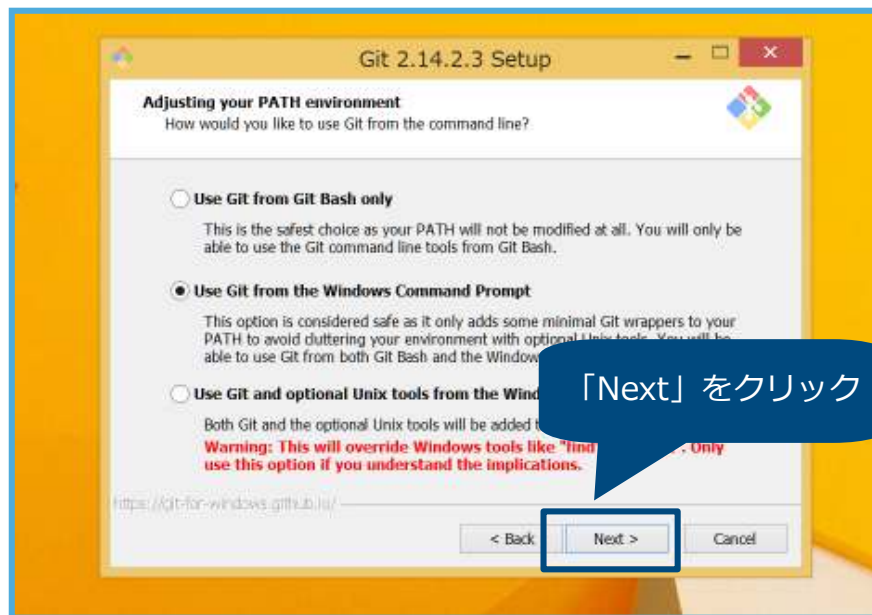 Git 2.14.2.3 Setup
Adjusting your PATH environment
How would you like to use Git from the command line?
Use Git from Git Bash only
This is the safest choice as your PATH will not be modified at all. You will only be
able to use the Git command line tools from Git Bash.
Use Git from the Windows Command Prompt
This option is considered safe as it only adds some minimal Git wrappers to your
PATH to avoid cluttering your environment with optional Unix tools. You will be
able to use Git from both Git Bash and the Window
Use Git and optional Unix tools from the Wind
Both Git and the optional Unix tools will be added
Warning: This will override Windows tools like "find . Only
use this option if you understand the implications.
「Next」をクリック
https://git-for-windows.github.io/
< Back
Next >
Cancel